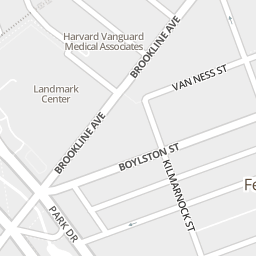 Harvard Vanguard
Medical Associates
BROOKLINE AVE
VAN NESS ST
Landmark
Center
BROOKLINE AVE
BOYLSTON ST
KILMARNOCK ST
Fe
PARK DR